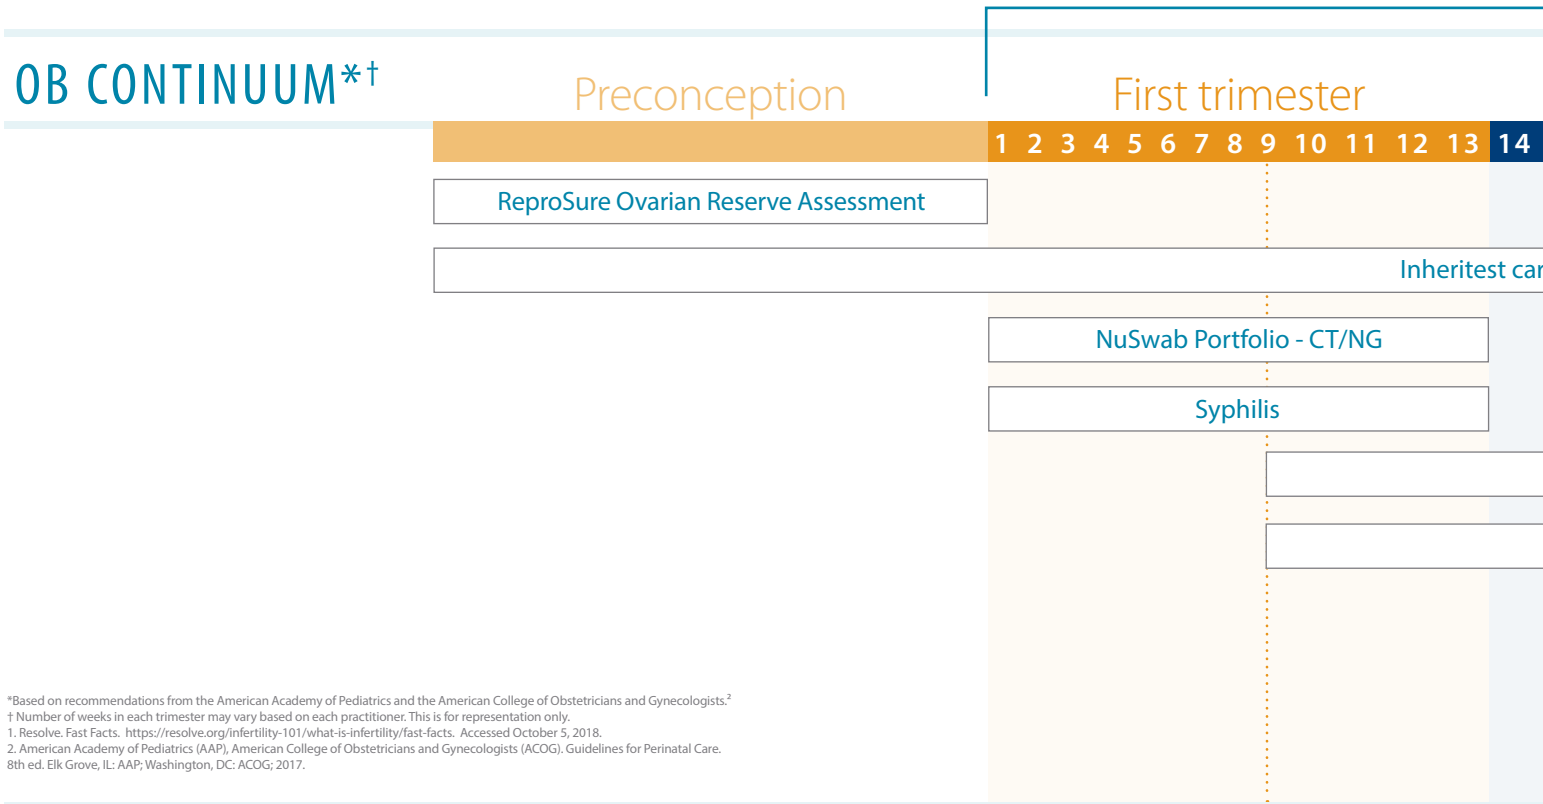 OB CONTINUUM*†
Preconception
First trimester
1 2 3 4 5 6 7 8 9 10 11 12 13 14
ReproSure Ovarian Reserve Assessment
Inheritest car
NuSwab Portfolio - CT/NG
Syphilis
*Based on recommendations from the American Academy of Pediatrics and the American College of Obstetricians and Gynecologists.²
† Number of weeks in each trimester may vary based on each practitioner. This is for representation only.
1. Resolve. Fast Facts. https://resolve.org/infertility-101/what-is-infertility/fast-facts. Accessed October 5, 2018.
2. American Academy of Pediatrics (AAP), American College of Obstetricians and Gynecologists (ACOG). Guidelines for Perinatal Care.
8th ed. Elk Grove, IL: AAP; Washington, DC: ACOG; 2017.